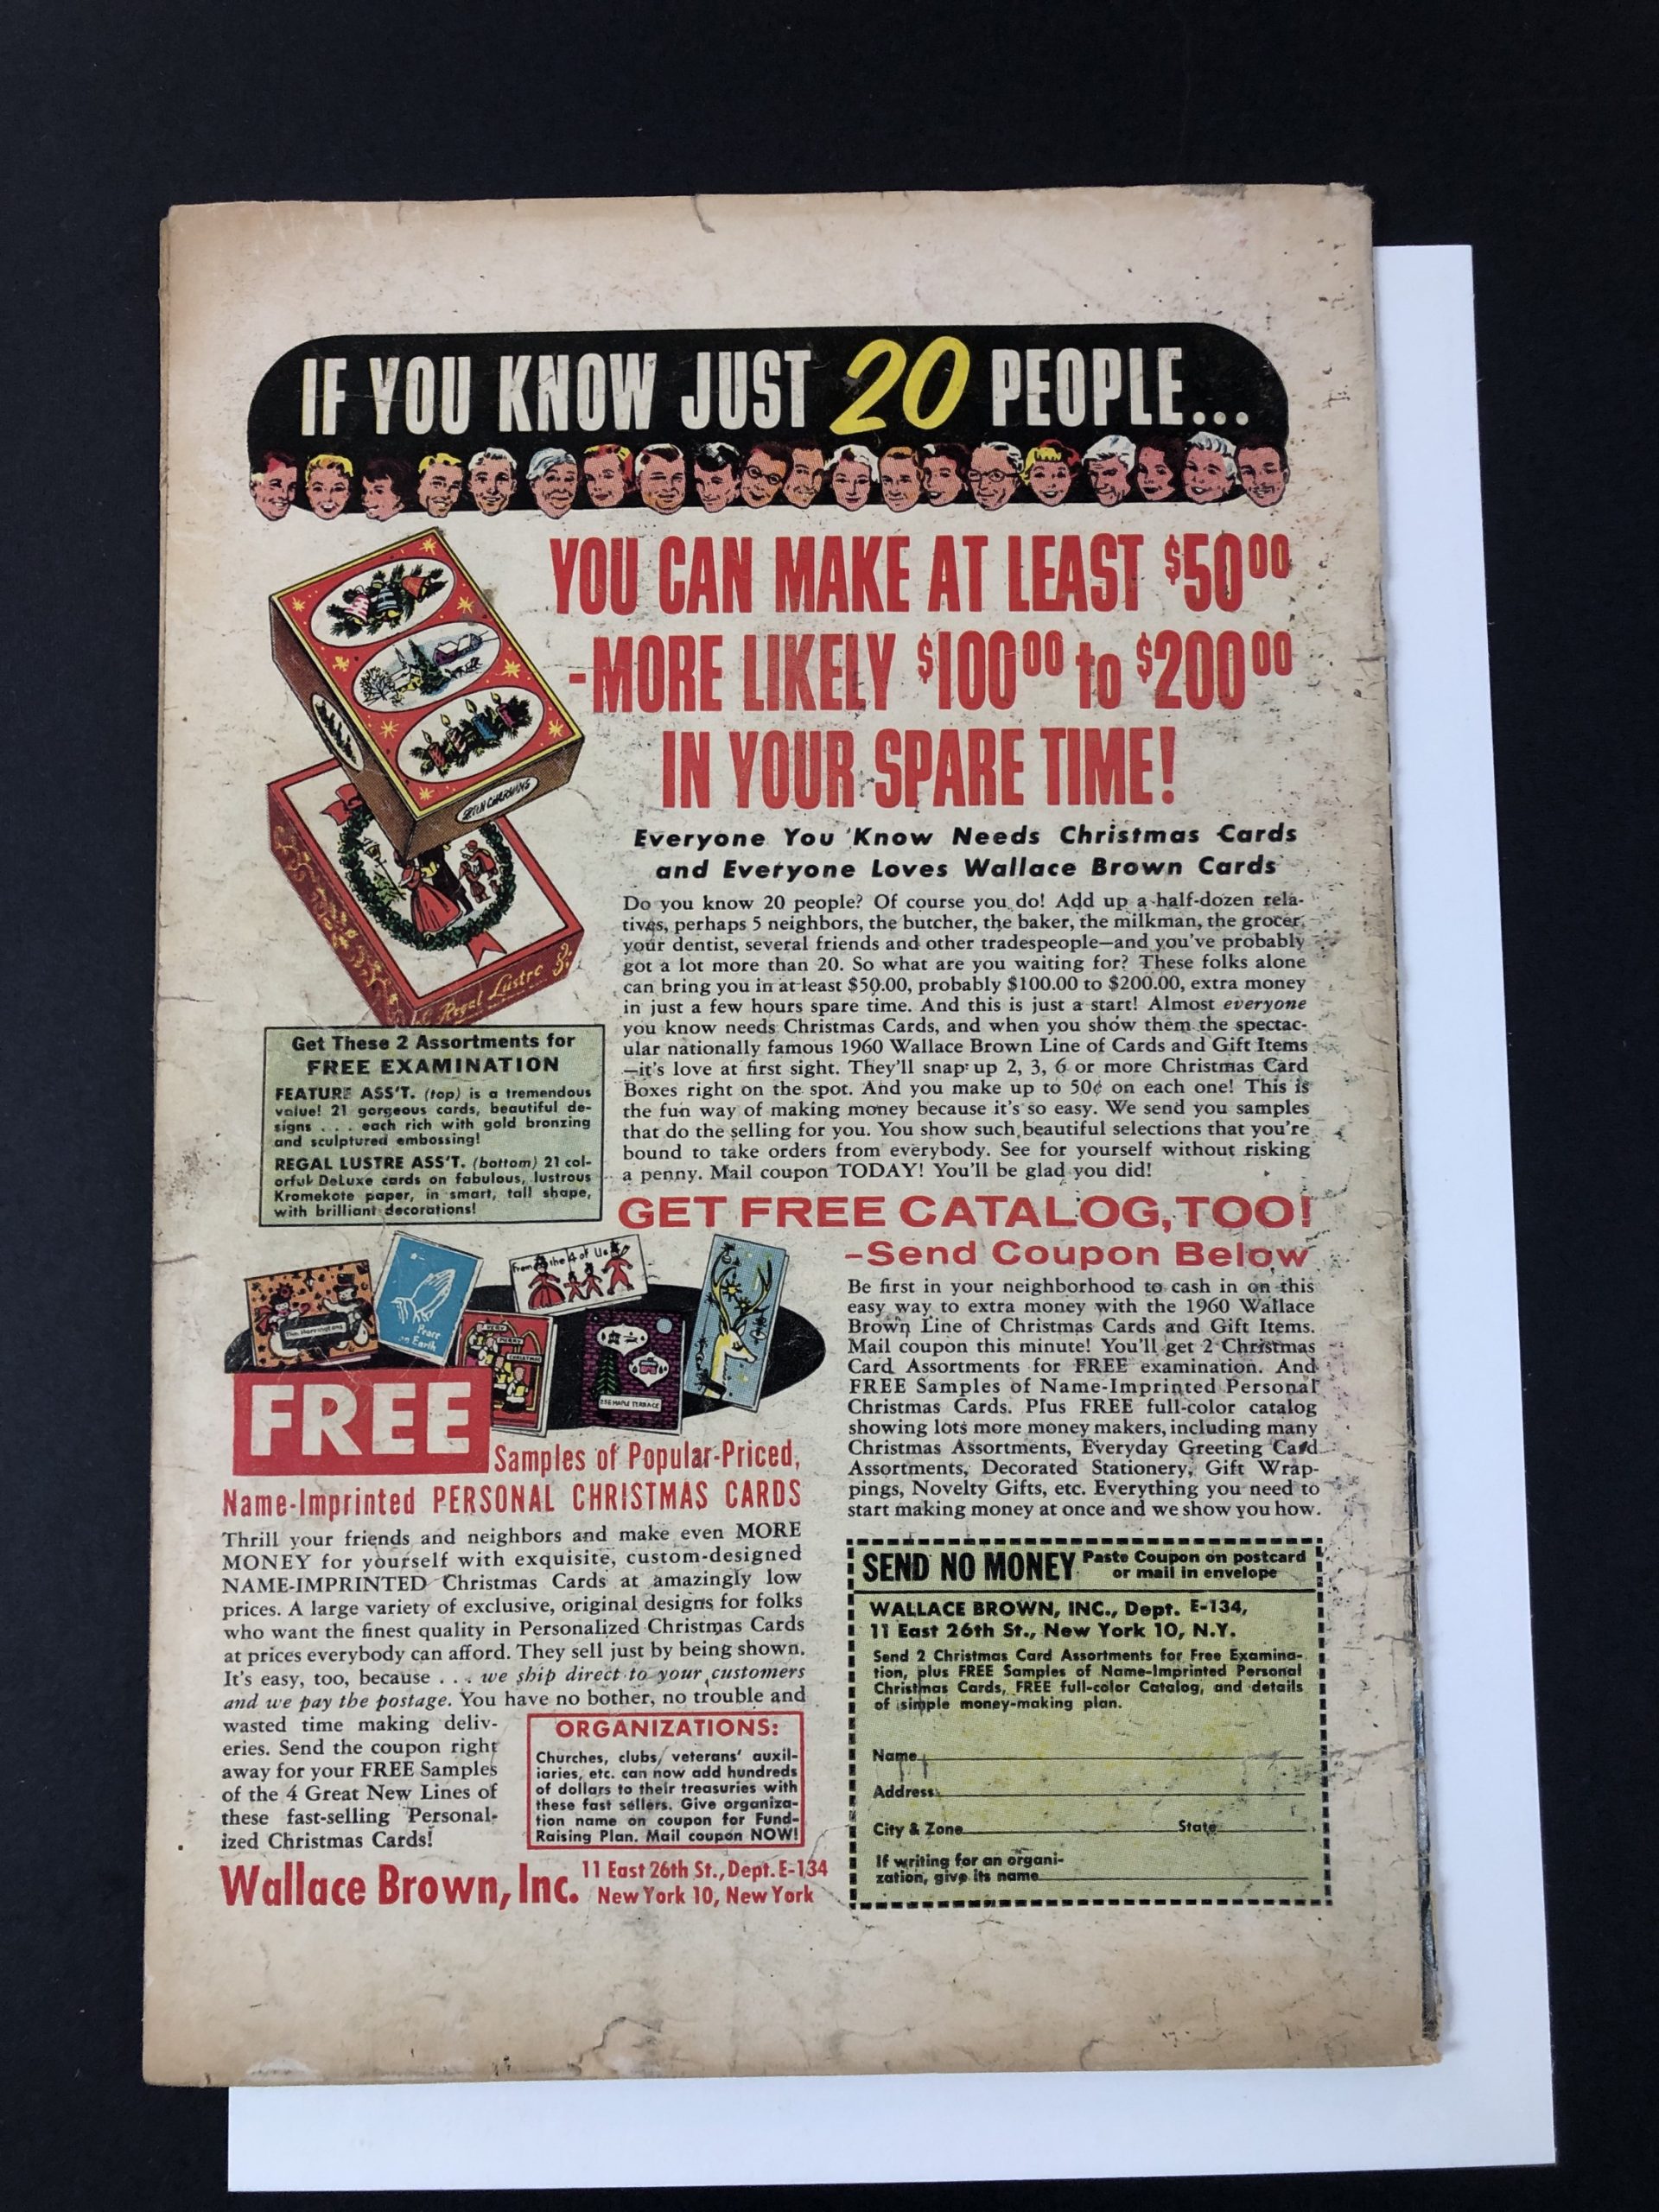 IF YOU KNOW JUST 20 PEOPLE...
YOU CAN MAKE AT LEAST $50⁰⁰
-MORE LIKELY $100⁰⁰ to $200⁰⁰
IN YOUR SPARE TIME!
Everyone You Know Needs Christmas Cards
and Everyone Loves Wallace Brown Cards
Do you know 20 people? Of course you do! Add up a half-dozen rela-
tives, perhaps 5 neighbors, the butcher, the baker, the milkman, the grocer,
your dentist, several friends and other tradespeople—and you've probably
got a lot more than 20. So what are you waiting for? These folks alone
can bring you in at least $50.00, probably $100.00 to $200.00, extra money
in just a few hours spare time. And this is just a start! Almost everyone
you know needs Christmas Cards, and when you show them the spectac-
ular nationally famous 1960 Wallace Brown Line of Cards and Gift Items
—it's love at first sight. They'll snap up 2, 3, 6 or more Christmas Card
Boxes right on the spot. And you make up to 50¢ on each one! This is
the fun way of making money because it's so easy. We send you samples
that do the selling for you. You show such beautiful selections that you're
bound to take orders from everybody. See for yourself without risking
a penny. Mail coupon TODAY! You'll be glad you did!
Regal Lustre
Get These 2 Assortments for
FREE EXAMINATION
FEATURE ASS'T. (top) is a tremendous
value! 21 gorgeous cards, beautiful de-
signs . . . each rich with gold bronzing
and sculptured embossing!
REGAL LUSTRE ASS'T. (bottom) 21 col-
orful DeLuxe cards on fabulous, lustrous
Kromekote paper, in smart, tall shape,
with brilliant decorations!
GET FREE CATALOG, TOO!
–Send Coupon Below
Be first in your neighborhood to cash in on this
easy way to extra money with the 1960 Wallace
Brown Line of Christmas Cards and Gift Items.
Mail coupon this minute! You'll get 2 Christmas
Card Assortments for FREE examination. And
FREE Samples of Name-Imprinted Personal
Christmas Cards. Plus FREE full-color catalog
showing lots more money makers, including many
Christmas Assortments, Everyday Greeting Card
Assortments, Decorated Stationery, Gift Wrap-
pings, Novelty Gifts, etc. Everything you need to
start making money at once and we show you how.
The Harringtons
Peace
on Earth
From the 4 of Us
VERY
MERRY
CHRISTMAS
MAPLE TERRACE
FREE
Samples of Popular-Priced,
Name-Imprinted PERSONAL CHRISTMAS CARDS
Thrill your friends and neighbors and make even MORE
MONEY for yourself with exquisite, custom-designed
NAME-IMPRINTED Christmas Cards at amazingly low
prices. A large variety of exclusive, original designs for folks
who want the finest quality in Personalized Christmas Cards
at prices everybody can afford. They sell just by being shown.
It's easy, too, because . . . we ship direct to your customers
and we pay the postage. You have no bother, no trouble and
wasted time making deliv-
eries. Send the coupon right
away for your FREE Samples
of the 4 Great New Lines of
these fast-selling Personal-
ized Christmas Cards!
ORGANIZATIONS:
Churches, clubs, veterans' auxil-
iaries, etc. can now add hundreds
of dollars to their treasuries with
these fast sellers. Give organiza-
tion name on coupon for Fund-
Raising Plan. Mail coupon NOW!
Wallace Brown, Inc. 11 East 26th St., Dept. E-134
New York 10, New York
SEND NO MONEY Paste Coupon on postcard
or mail in envelope
WALLACE BROWN, INC., Dept. E-134,
11 East 26th St., New York 10, N.Y.
Send 2 Christmas Card Assortments for Free Examina-
tion, plus FREE Samples of Name-Imprinted Personal
Christmas Cards, FREE full-color Catalog, and details
of simple money-making plan.
Name
Address
City & Zone State
If writing for an organi-
zation, give its name